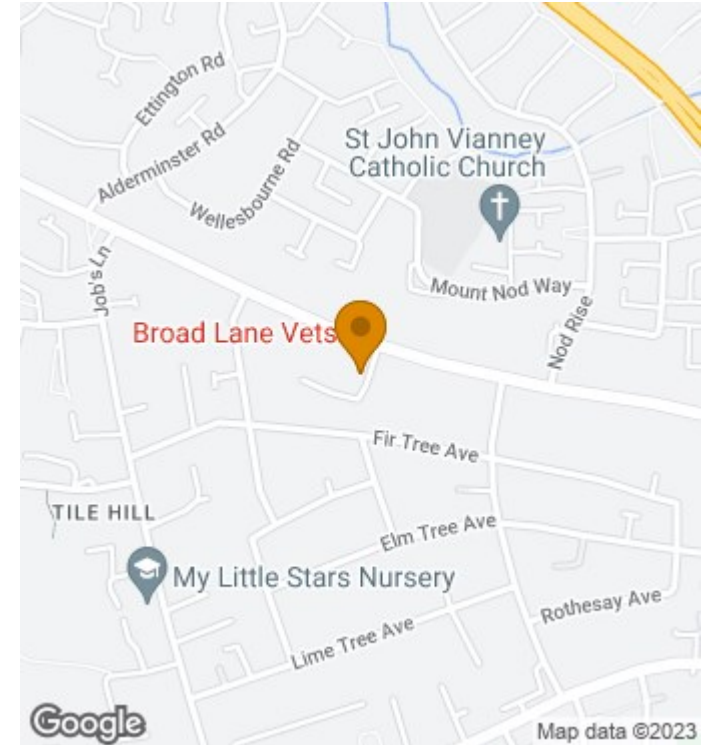 Ettington Rd
Alderminster Rd
Wellesbourne Rd
St John Vianney
Catholic Church
Job's Ln
Mount Nod Way
Nod Rise
Broad Lane Vets
Fir Tree Ave
TILE HILL
Elm Tree Ave
My Little Stars Nursery
Rothesay Ave
Lime Tree Ave
Google
Map data ©2023